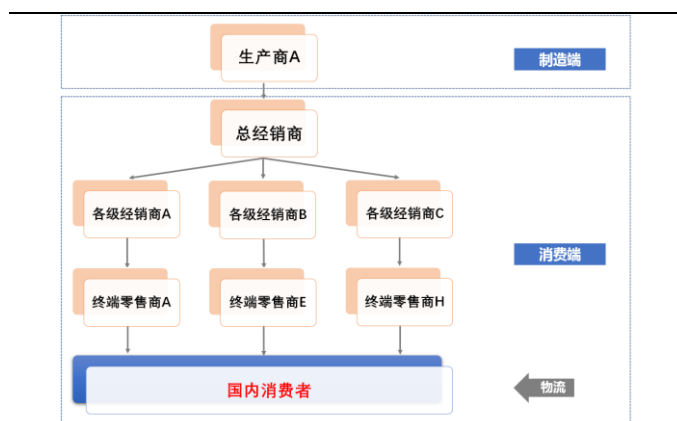 生产商A
制造端
总经销商
各级经销商A
各级经销商B
各级经销商C
消费端
终端零售商A
终端零售商E
终端零售商H
国内消费者
物流